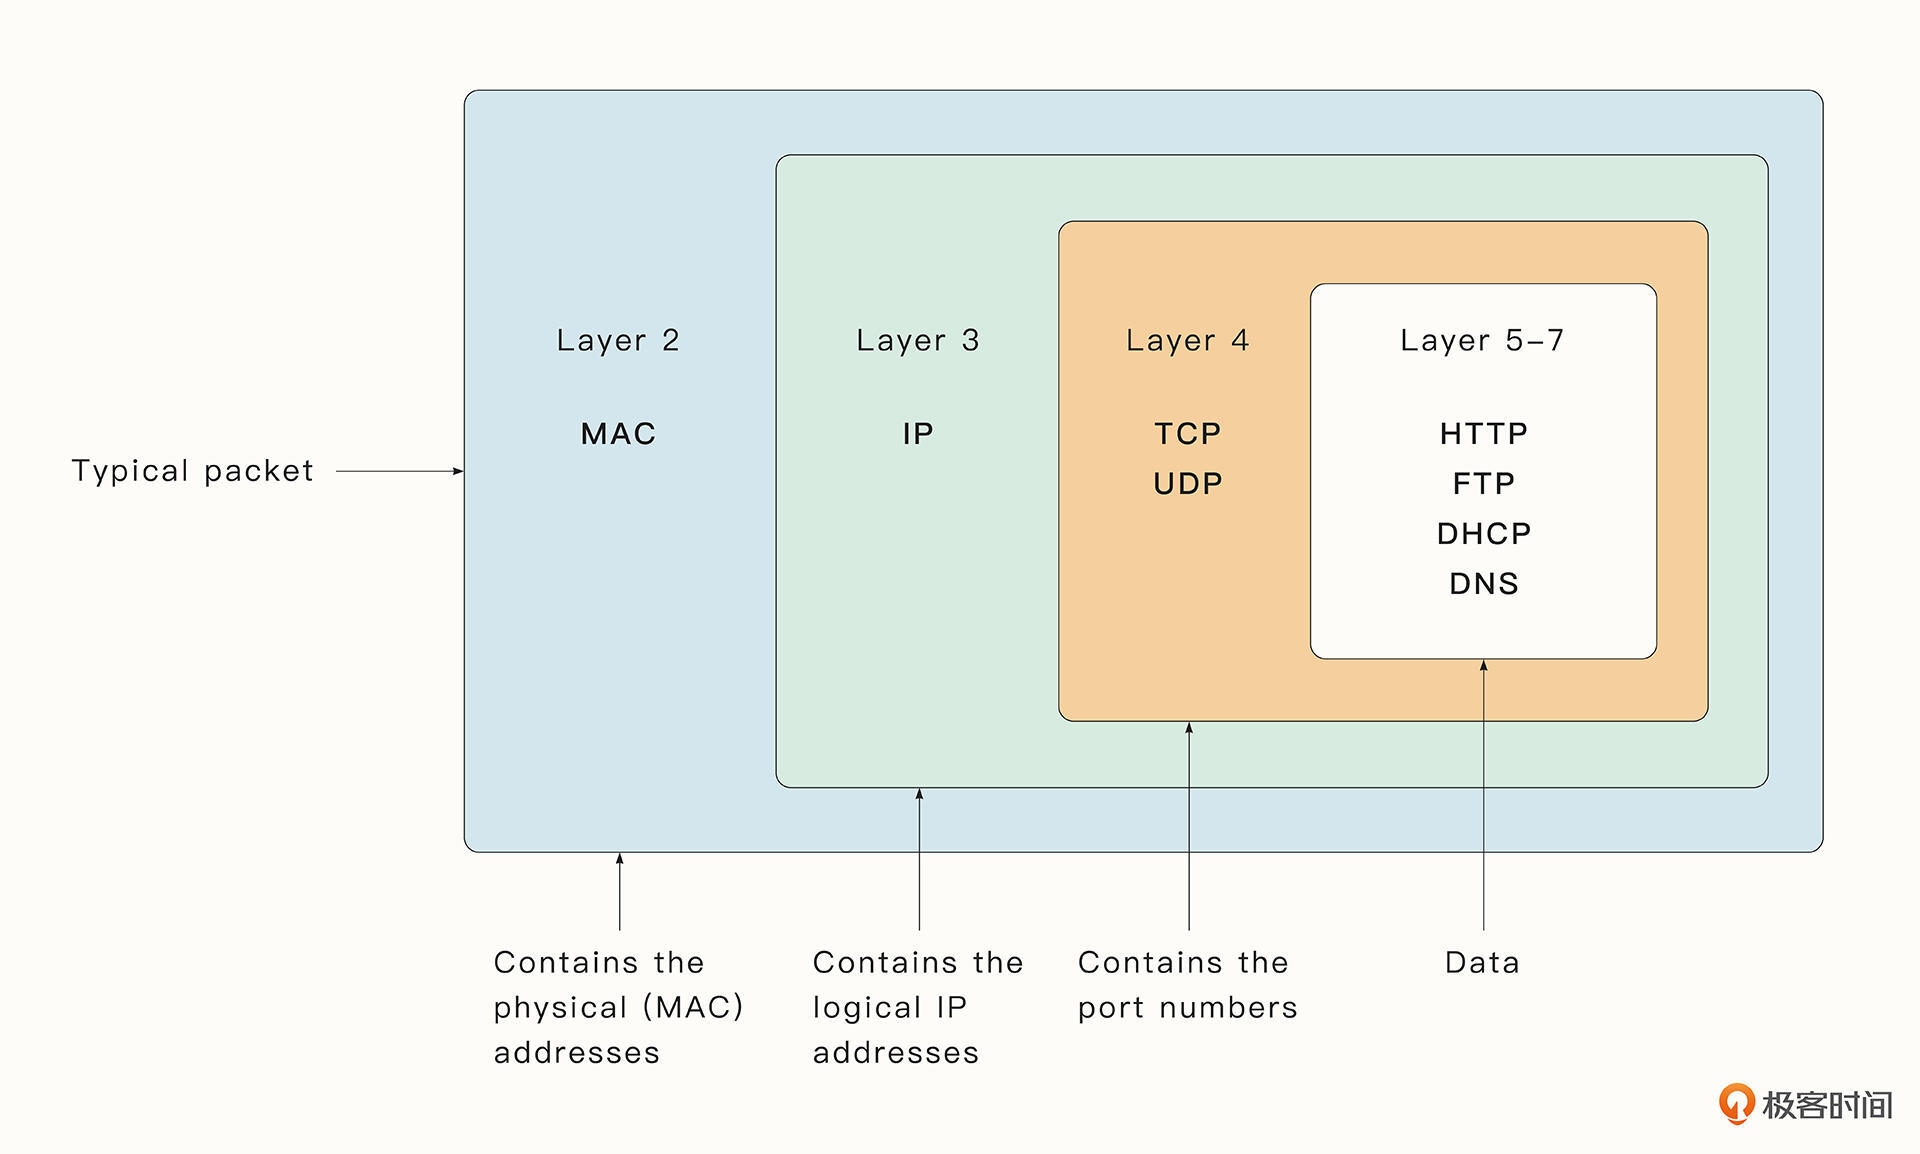 Typical packet
Layer 2
MAC
Layer 3
IP
Layer 4
TCP
UDP
Layer 5-7
HTTP
FTP
DHCP
DNS
Contains the
physical (MAC)
addresses
Contains the
logical IP
addresses
Contains the
port numbers
Data
极客时间